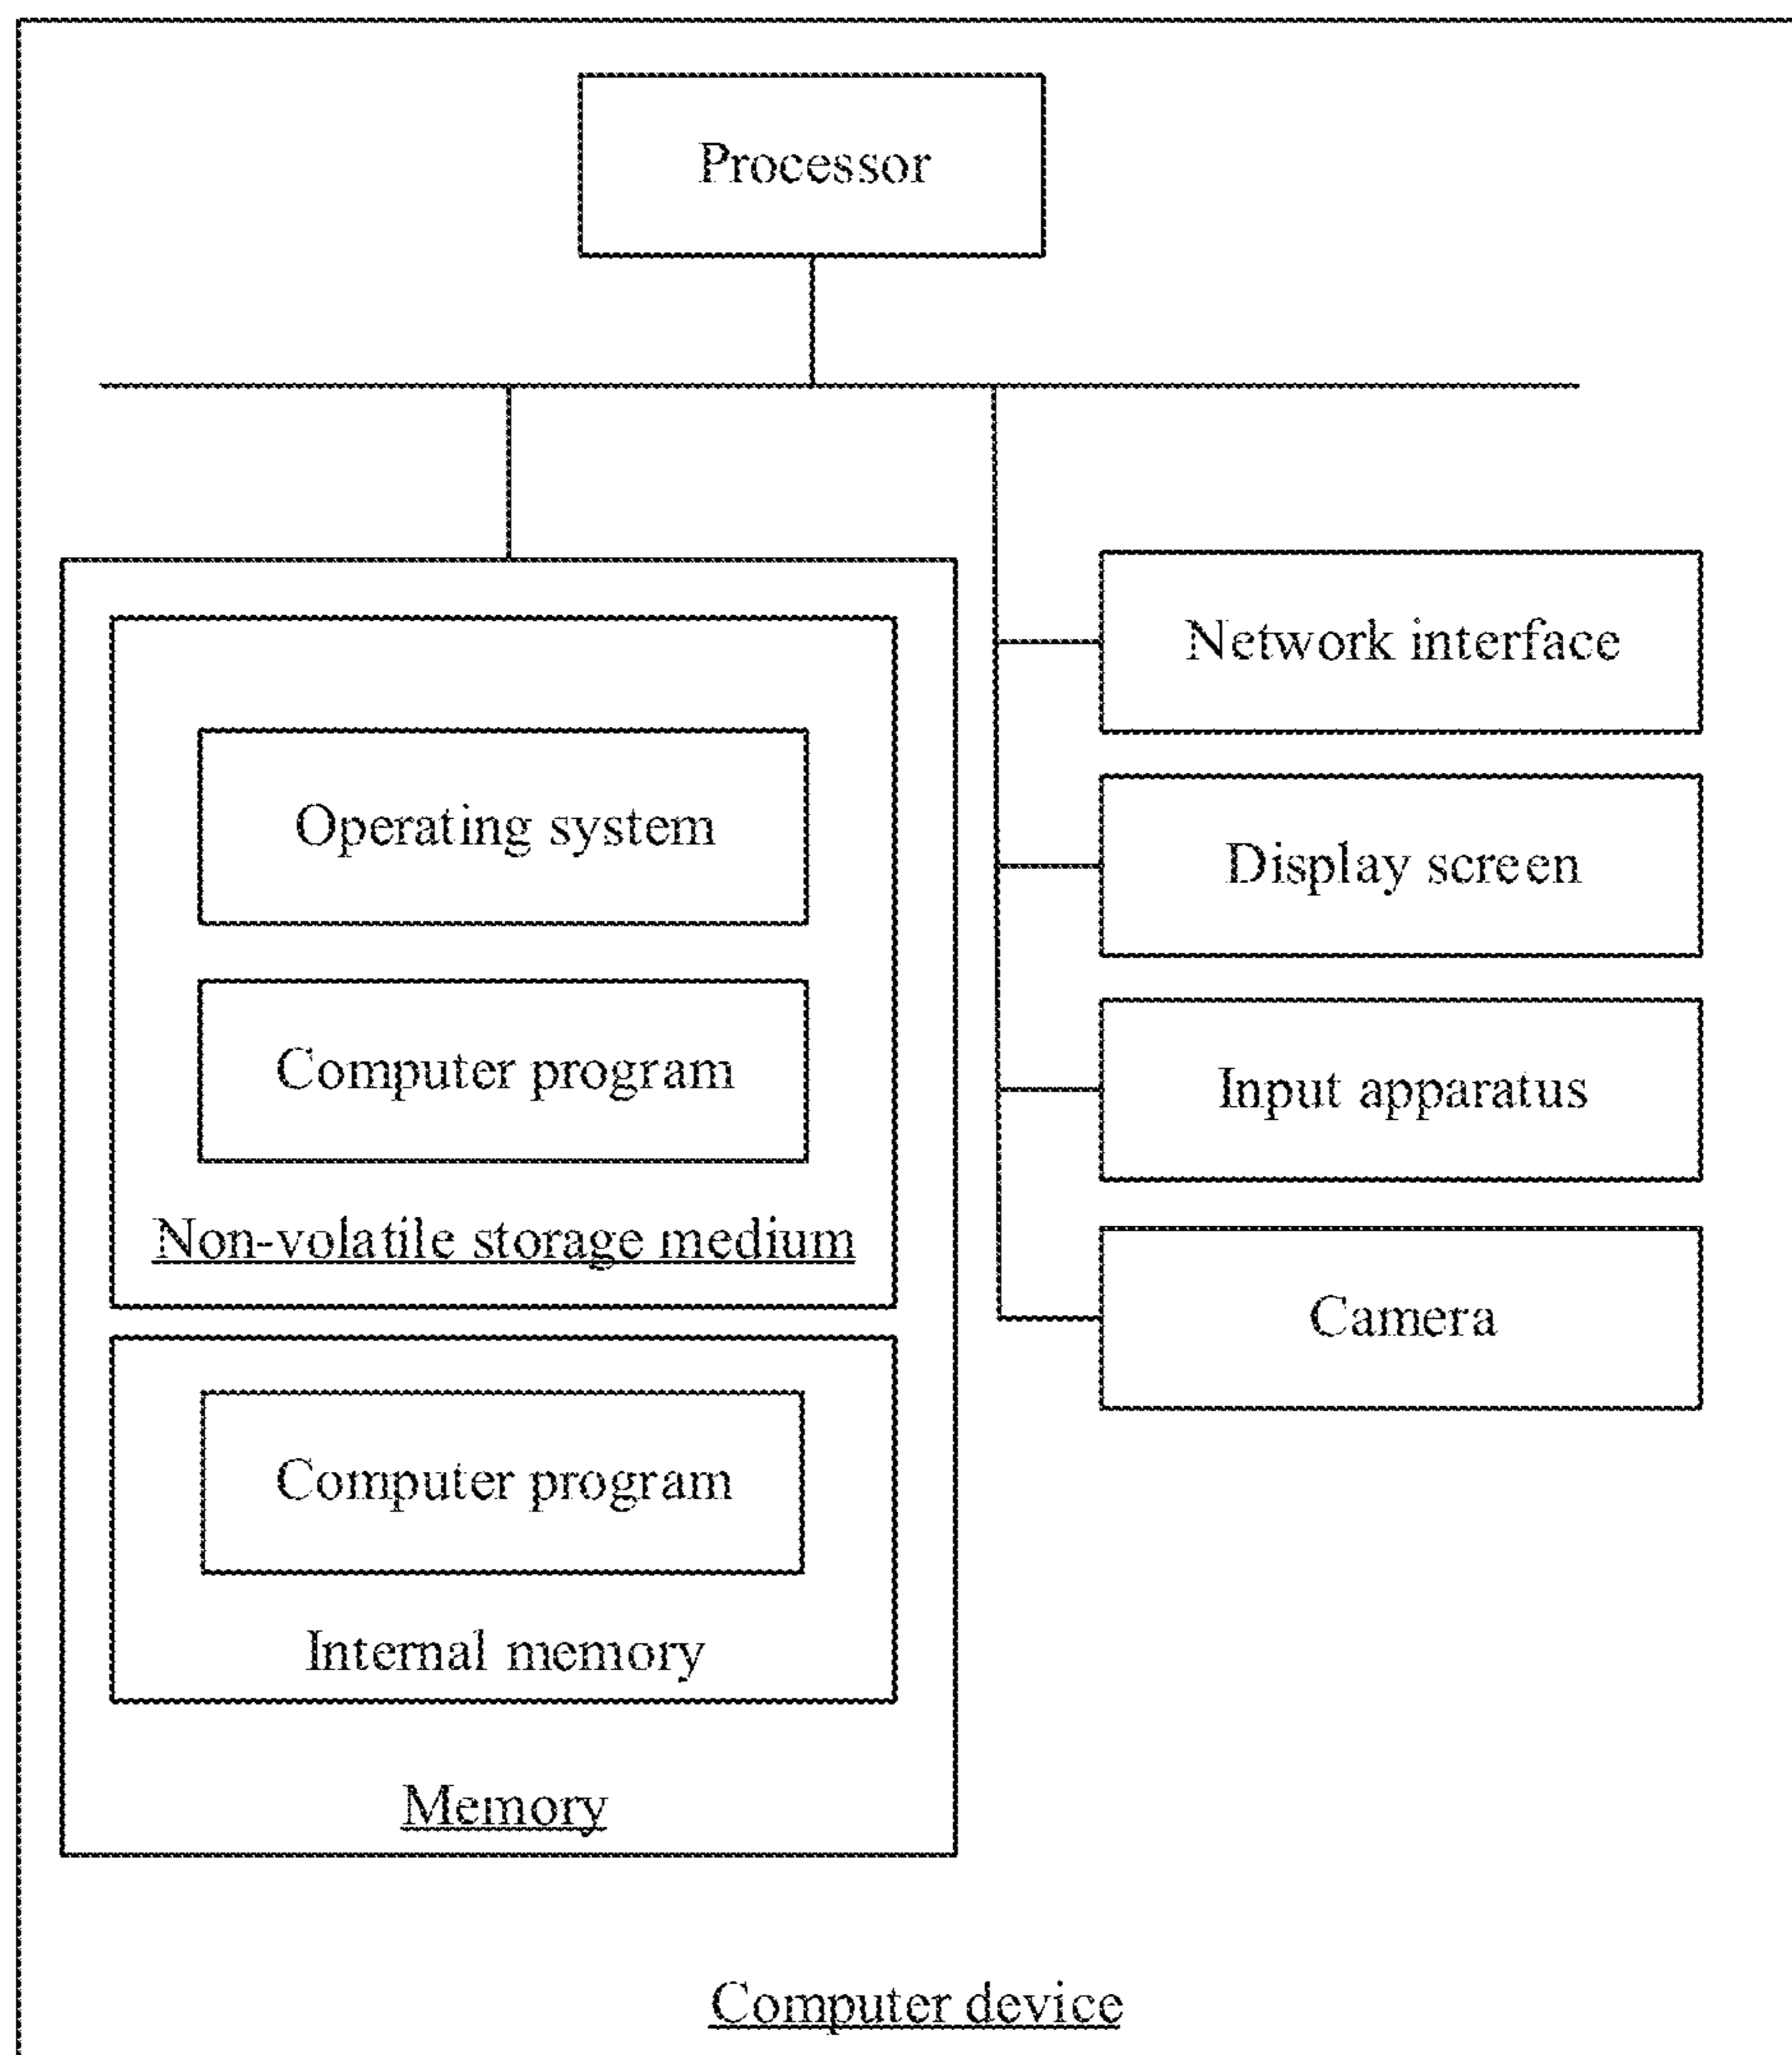 Processor
Operating system
Computer program
Non-volatile storage medium
Computer program
Internal memory
Memory
Network interface
Display screen
Input apparatus
Camera
Computer device